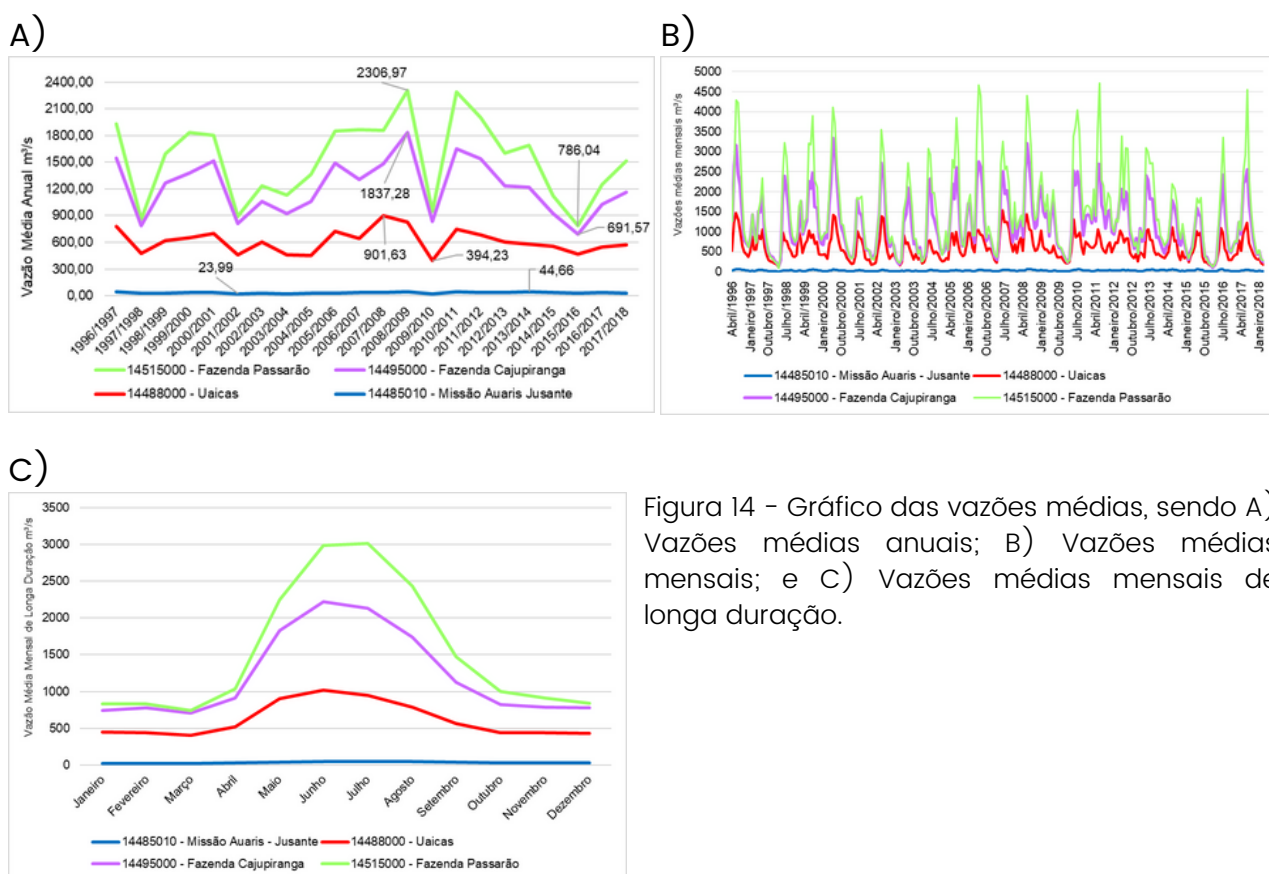 A)
Vazão Média Anual m³/s
2400,00
2100,00
1800,00
1500,00
1200,00
900,00
600,00
300,00
0,00
2306,97
1837,28
901,63
394,23
23,99
44,66
786,04
691,57
1996/1997
1997/1998
1998/1999
1999/2000
2000/2001
2001/2002
2002/2003
2003/2004
2004/2005
2005/2006
2006/2007
2007/2008
2008/2009
2009/2010
2010/2011
2011/2012
2012/2013
2013/2014
2014/2015
2015/2016
2016/2017
2017/2018
14515000 - Fazenda Passarão
14495000 - Fazenda Cajupiranga
14488000 - Uaicas
14485010 - Missão Auaris Jusante
B)
Vazões médias mensais m³/s
5000
4500
4000
3500
3000
2500
2000
1500
1000
500
0
Abril/1996
Janeiro/1997
Outubro/1997
Julho/1998
Abril/1999
Janeiro/2000
Outubro/2000
Julho/2001
Abril/2002
Janeiro/2003
Outubro/2003
Julho/2004
Abril/2005
Janeiro/2006
Outubro/2006
Julho/2007
Abril/2008
Janeiro/2009
Outubro/2009
Julho/2010
Abril/2011
Janeiro/2012
Outubro/2012
Julho/2013
Abril/2014
Janeiro/2015
Outubro/2015
Julho/2016
Abril/2017
Janeiro/2018
14485010 - Missão Auaris - Jusante
14488000 - Uaicas
14495000 - Fazenda Cajupiranga
14515000 - Fazenda Passarão
C)
Vazão Média Mensal de Longa Duração m³/s
3500
3000
2500
2000
1500
1000
500
0
Janeiro
Fevereiro
Março
Abril
Maio
Junho
Julho
Agosto
Setembro
Outubro
Novembro
Dezembro
14485010 - Missão Auaris - Jusante
14488000 - Uaicas
14495000 - Fazenda Cajupiranga
14515000 - Fazenda Passarão
Figura 14 - Gráfico das vazões médias, sendo A)
Vazões médias anuais; B) Vazões médias
mensais; e C) Vazões médias mensais de
longa duração.